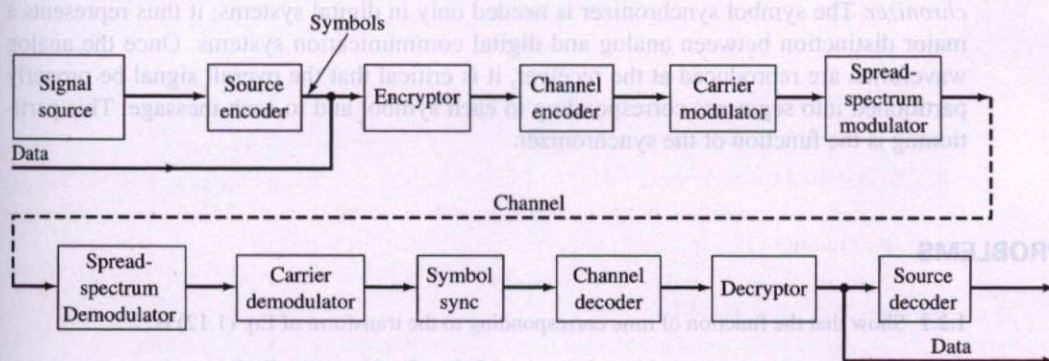 chronizer. The symbol synchronizer is needed only in digital systems; it thus represents a
major distinction between analog and digital communication systems. Once the analog
waveforms are reproduced at the receiver, it is critical that the overall signal be properly
partitioned into segments corresponding to each symbol and to each message. This parti-
tioning is the function of the synchronizer.
Symbols
Signal source
Source encoder
Encryptor
Channel encoder
Carrier modulator
Spread-
spectrum
modulator
Data
Channel
Spread-
spectrum
Demodulator
Carrier demodulator
Symbol sync
Channel decoder
Decryptor
Source decoder
Data
ROBLEMS
1.2.1 Show that the function of time corresponding to the transform of Eq. (1.12)